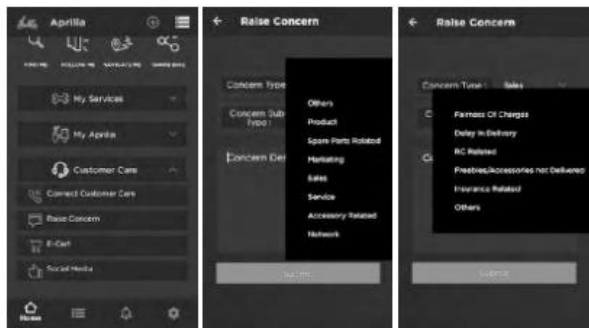 Aprilia
FIND ME
FOLLOW ME
NAVIGATE ME
SHARE BIKE
My Services
My Aprilia
Customer Care
Connect Customer Care
Raise Concern
E-Cart
Social Media
Home
Raise Concern
Concern Type
Concern Sub
Type :
Concern Des
Others
Product
Spare Parts Related
Marketing
Sales
Service
Accessory Related
Network
Submit
Raise Concern
Concern Type : Sales
Fairness Of Charges
Delay In Delivery
RC Related
Freebies/Accessories not Delivered
Insurance Related
Others
Submit